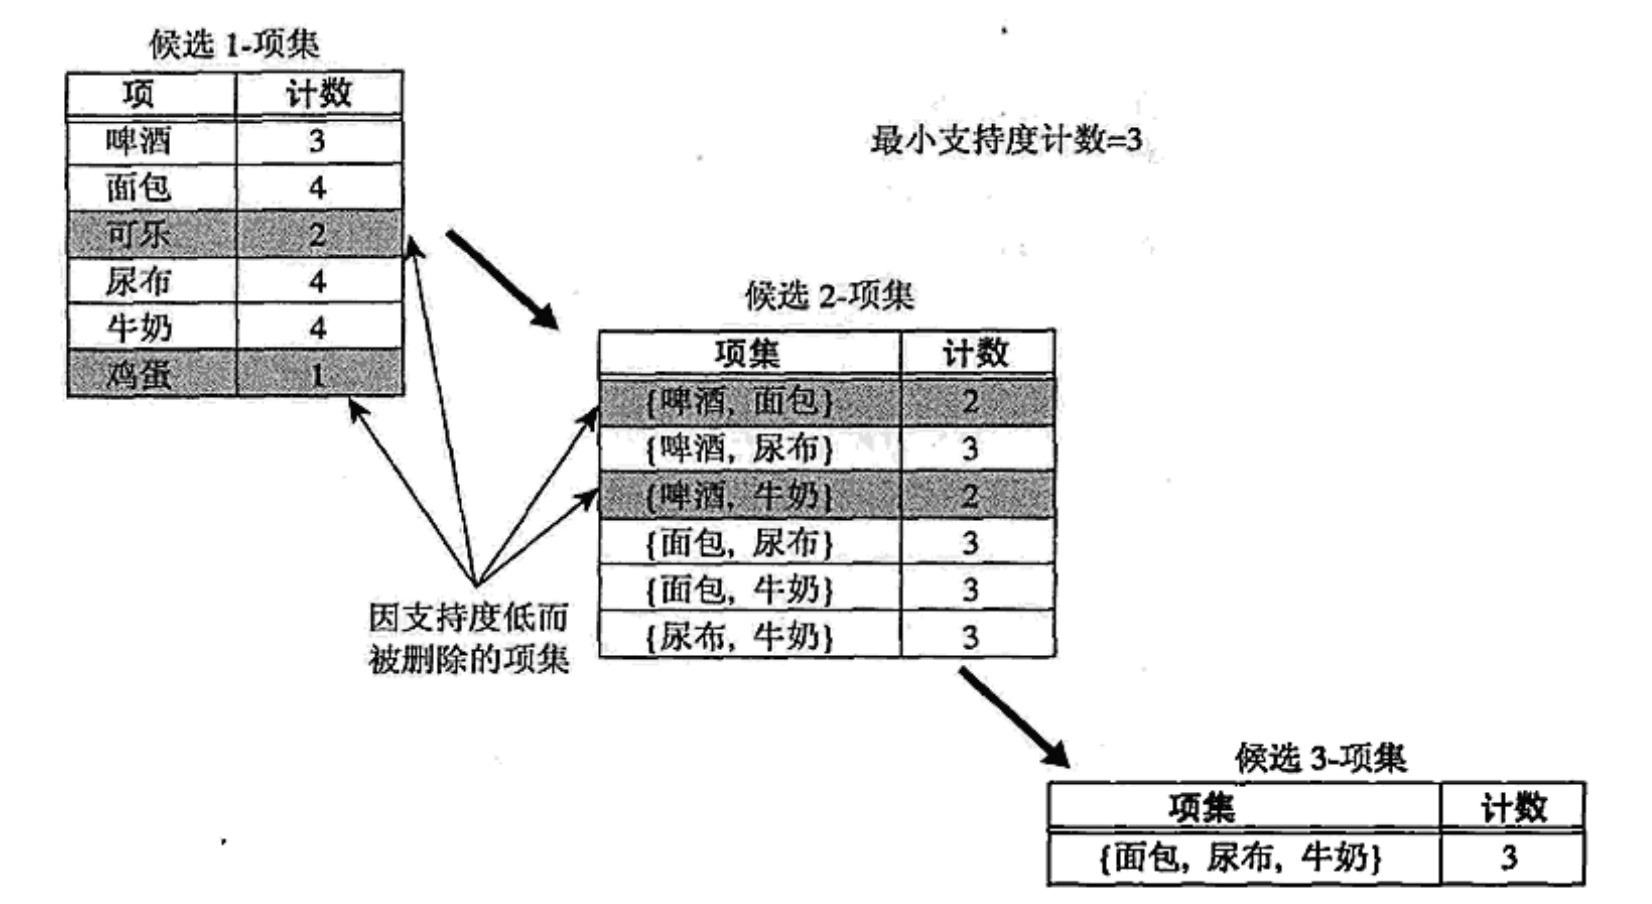 候选 1-项集
项 计数
啤酒 3
面包 4
可乐 2
尿布 4
牛奶 4
鸡蛋 1
最小支持度计数=3
候选 2-项集
项集 计数
{啤酒, 面包} 2
{啤酒, 尿布} 3
{啤酒, 牛奶} 2
{面包, 尿布} 3
{面包, 牛奶} 3
{尿布, 牛奶} 3
因支持度低而
被删除的项集
候选 3-项集
项集 计数
{面包, 尿布, 牛奶} 3